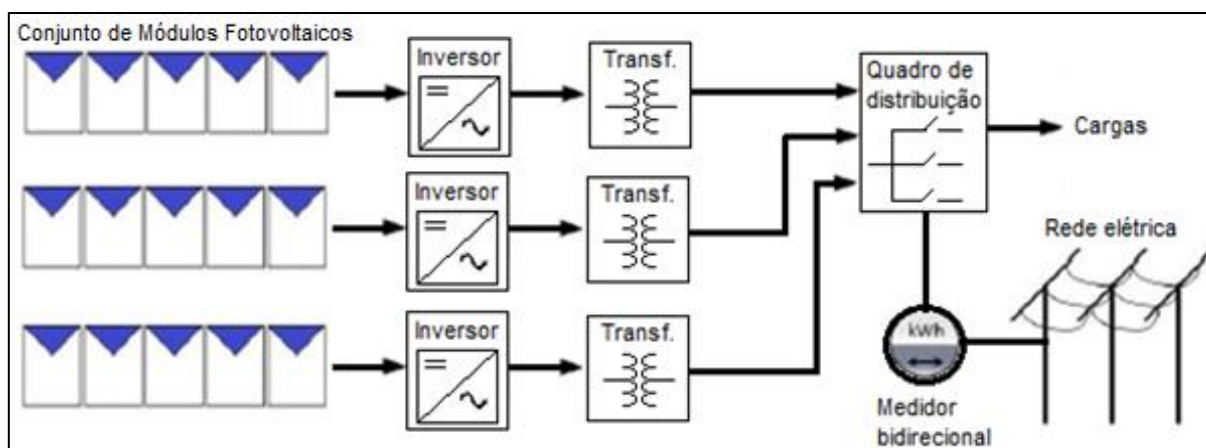 Conjunto de Módulos Fotovoltaicos
Inversor
Transf.
Quadro de
distribuição
Cargas
Inversor
Transf.
Rede elétrica
Inversor
Transf.
kWh
Medidor
bidirecional